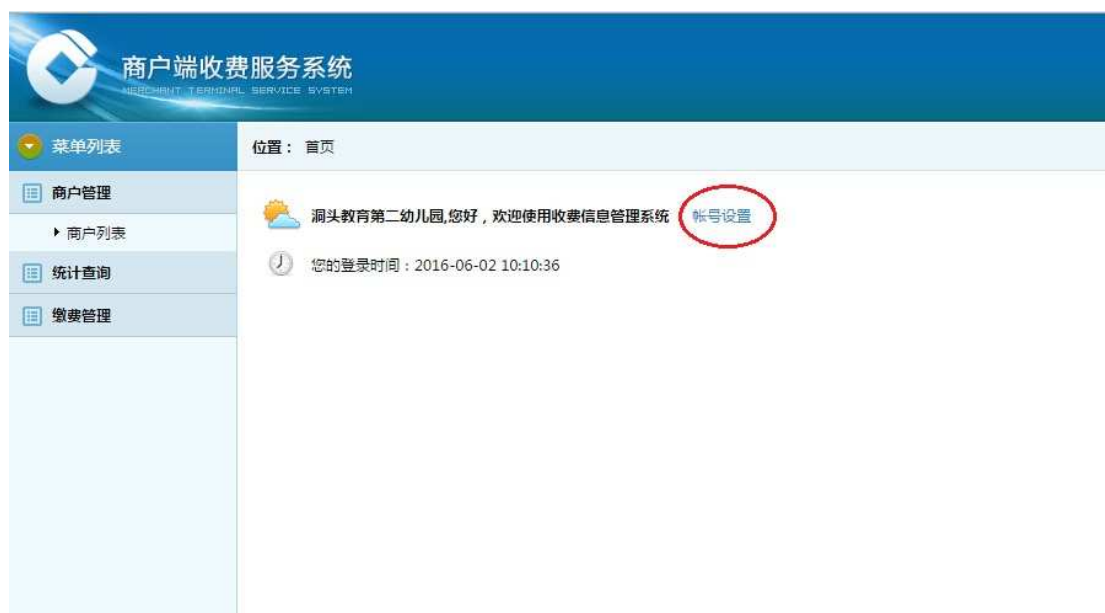 商户端收费服务系统
MERCHANT TERMINAL SERVICE SYSTEM
菜单列表
位置： 首页
商户管理
商户列表
统计查询
缴费管理
洞头教育第二幼儿园,您好，欢迎使用收费信息管理系统 帐号设置
您的登录时间：2016-06-02 10:10:36